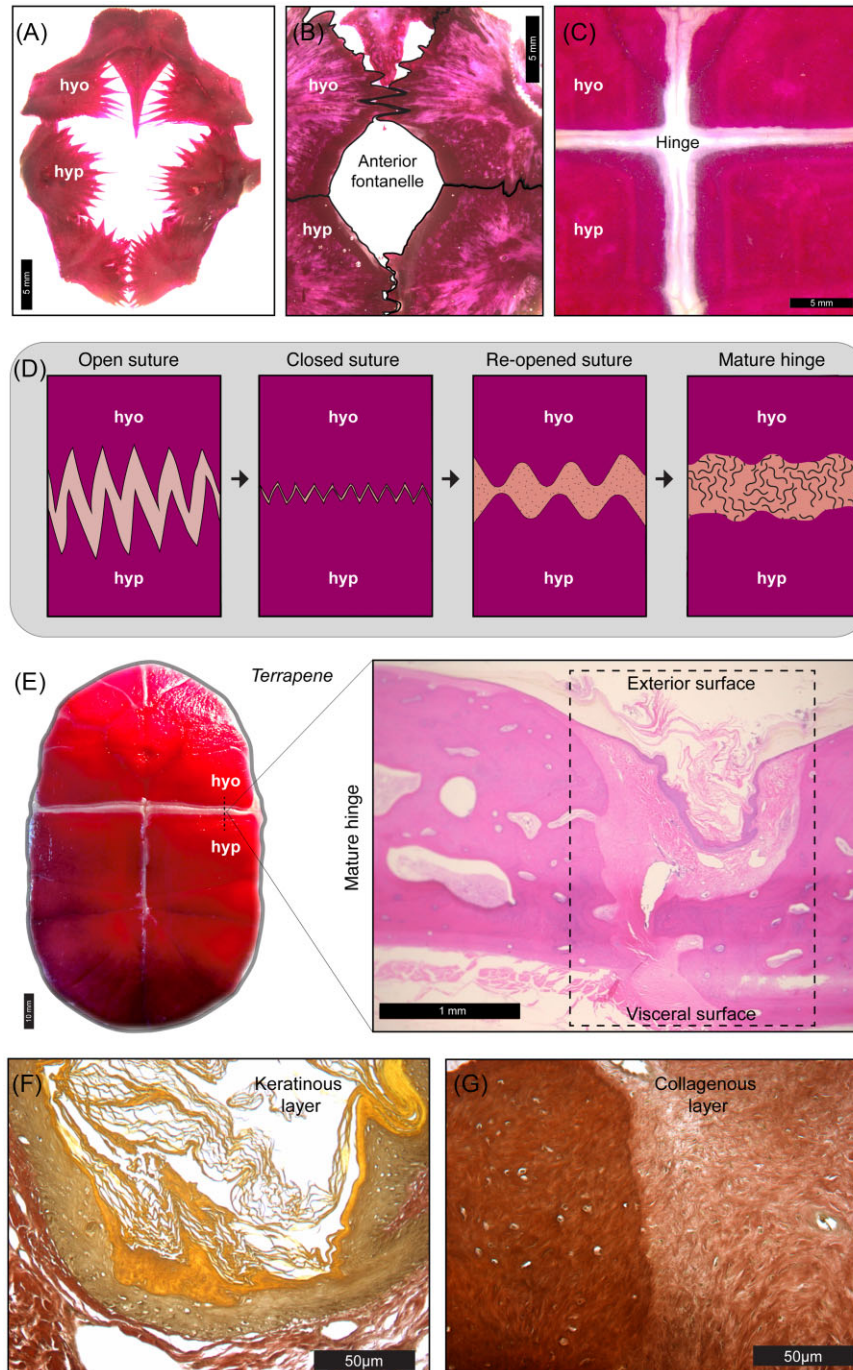 (A)
hyo
hyp
5 mm
(B)
hyo
5 mm
Anterior
fontanelle
hyp
(C)
hyo
Hinge
hyp
5 mm
(D)
Open suture
Closed suture
Re-opened suture
Mature hinge
hyo
hyo
hyo
hyo
hyp
hyp
hyp
hyp
(E)
Terrapene
hyo
hyp
10 mm
Mature hinge
Exterior surface
1 mm
Visceral surface
(F)
Keratinous
layer
50µm
(G)
Collagenous
layer
50µm